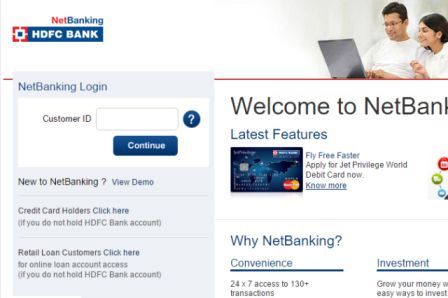 NetBanking
HDFC BANK
NetBanking Login
Customer ID
?
Continue
New to NetBanking ? View Demo
Credit Card Holders Click here
(if you do not hold HDFC Bank account)
Retail Loan Customers Click here
for online loan account access
(if you do not hold HDFC Bank account)
Welcome to NetBank
Latest Features
HDFC BANK
MasterCard
Fly Free Faster
Apply for Jet Privilege World
Debit Card now.
Know more
Why NetBanking?
Convenience
24 x 7 access to 130+
transactions
Investment
Grow your money w
easy ways to invest